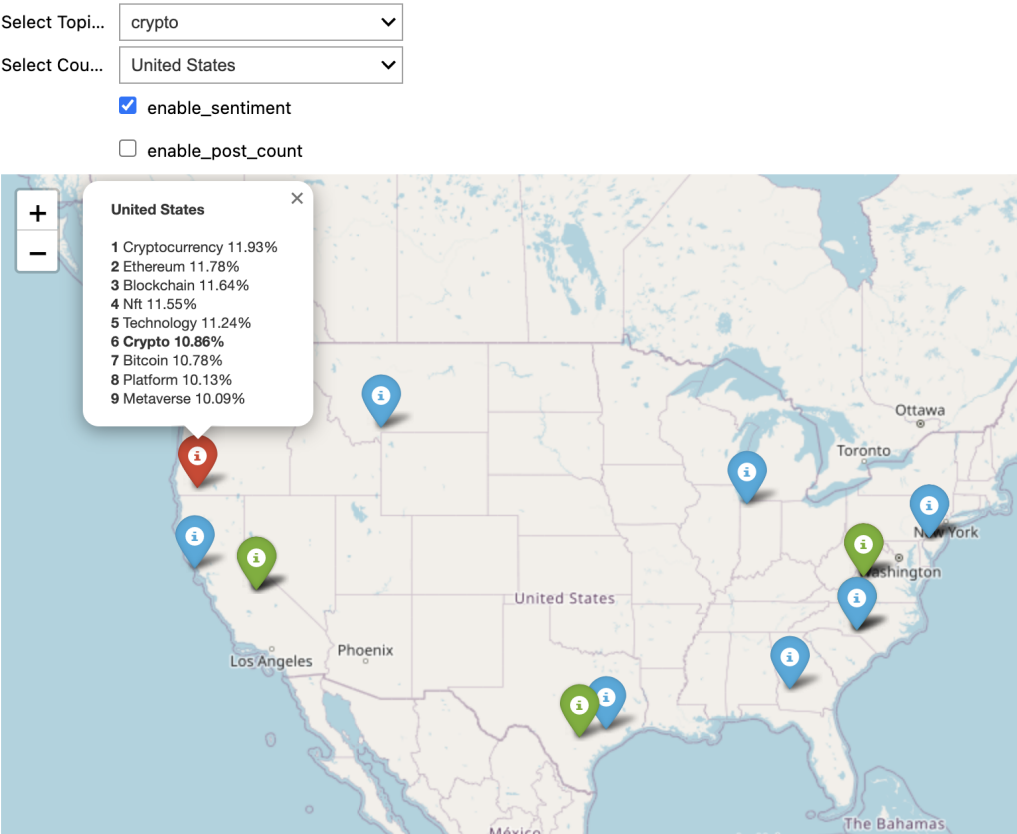 Select Topi... crypto
Select Cou... United States
enable_sentiment
enable_post_count
+
−
×
United States
1 Cryptocurrency 11.93%
2 Ethereum 11.78%
3 Blockchain 11.64%
4 Nft 11.55%
5 Technology 11.24%
6 Crypto 10.86%
7 Bitcoin 10.78%
8 Platform 10.13%
9 Metaverse 10.09%
Ottawa
Toronto
New York
Washington
United States
Phoenix
Los Angeles
México
The Bahamas